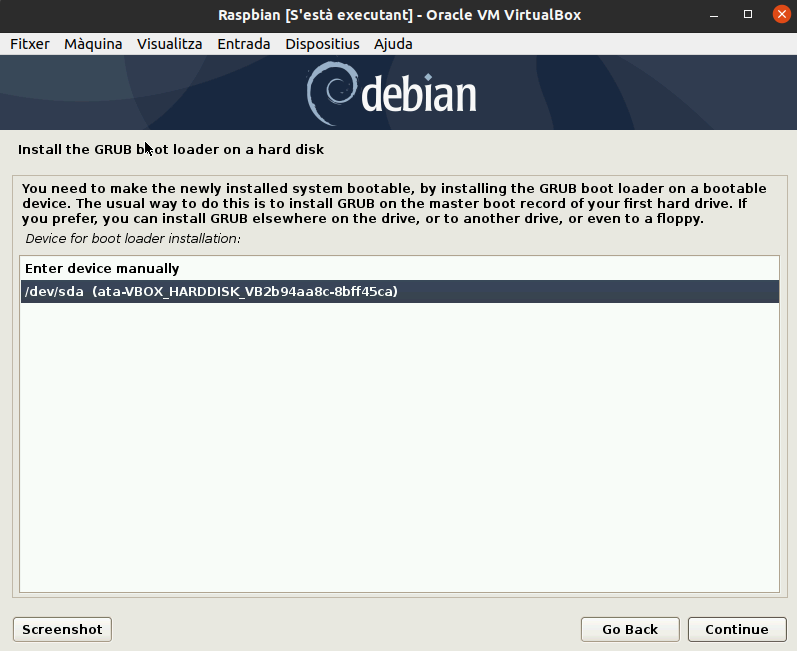 Raspbian [S'està executant] - Oracle VM VirtualBox
Fitxer Màquina Visualitza Entrada Dispositius Ajuda
debian
Install the GRUB boot loader on a hard disk
You need to make the newly installed system bootable, by installing the GRUB boot loader on a bootable
device. The usual way to do this is to install GRUB on the master boot record of your first hard drive. If
you prefer, you can install GRUB elsewhere on the drive, or to another drive, or even to a floppy.
Device for boot loader installation:
Enter device manually
/dev/sda (ata-VBOX_HARDDISK_VB2b94aa8c-8bff45ca)
Screenshot Go Back Continue